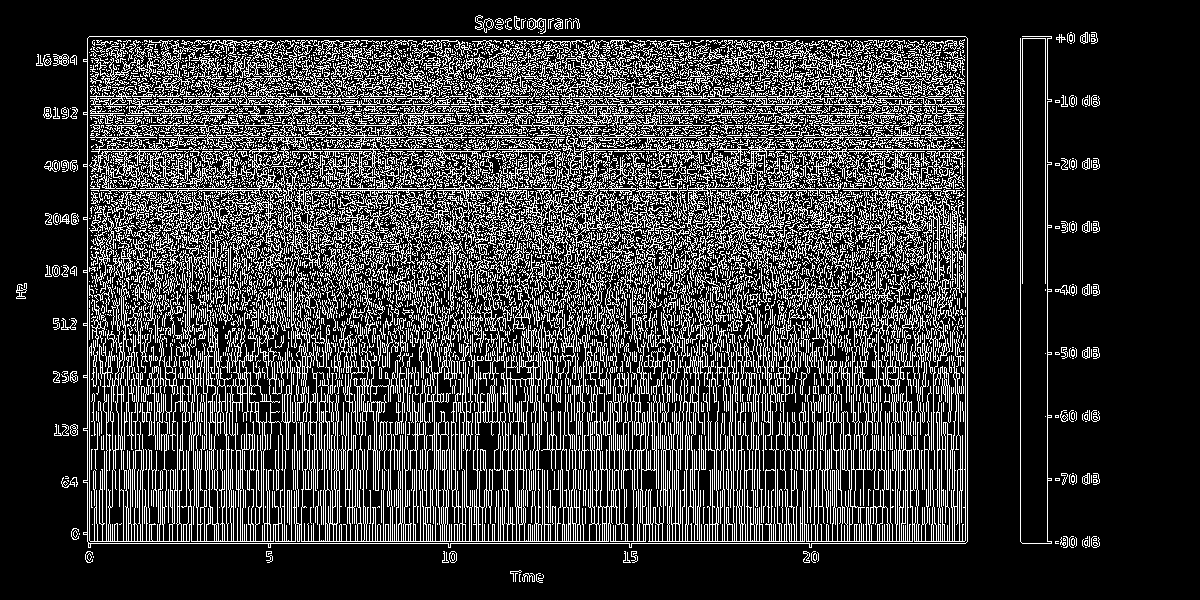 Spectrogram
+0 dB
16384
-10 dB
8192
-20 dB
4096
-30 dB
2048
1024
Hz
-40 dB
512
-50 dB
256
-60 dB
128
-70 dB
64
0
-80 dB
0 5 10 15 20
Time